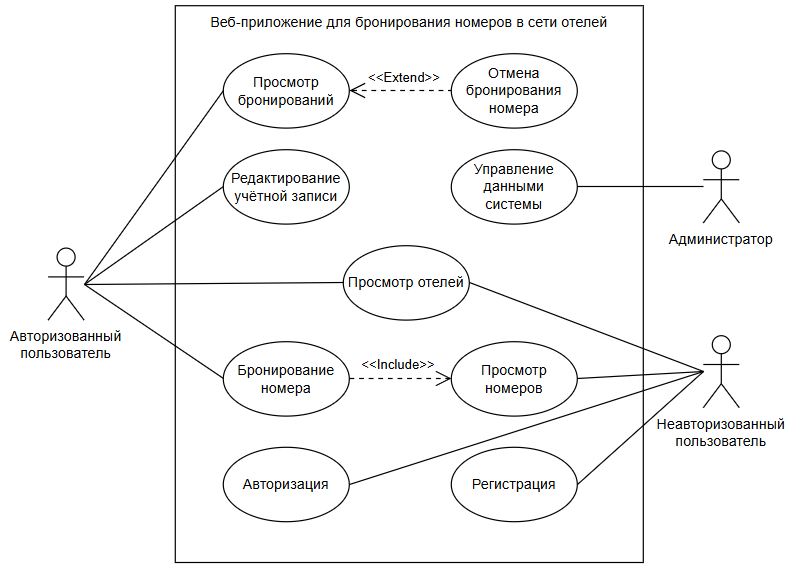 Веб-приложение для бронирования номеров в сети отелей
Просмотр
бронирований
<<Extend>>
Отмена
бронирования
номера
Редактирование
учётной записи
Управление
данными
системы
Администратор
Авторизованный
пользователь
Просмотр отелей
Бронирование
номера
<<Include>>
Просмотр
номеров
Неавторизованный
пользователь
Авторизация
Регистрация